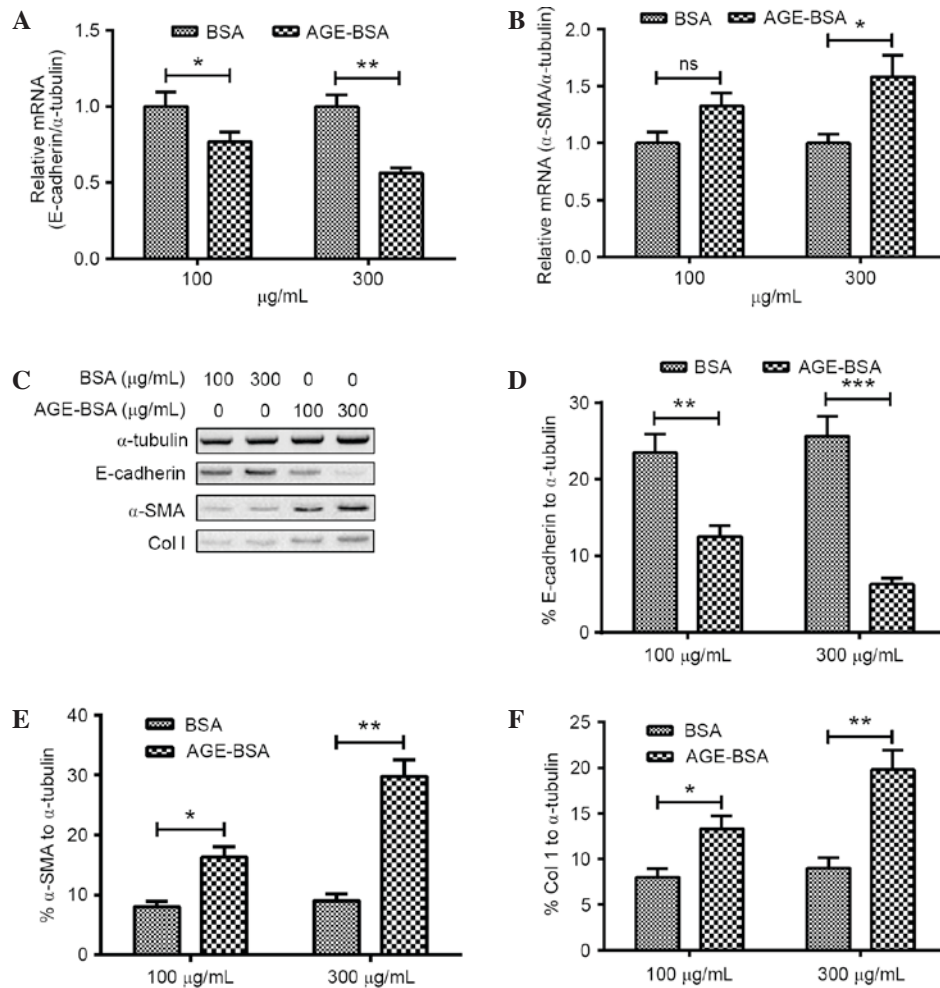 A
BSA AGE-BSA
Relative mRNA
(E-cadherin/α-tubulin)
1.5
1.0
0.5
0.0
* **
100 300
μg/mL
B
BSA AGE-BSA
Relative mRNA (α-SMA/α-tubulin)
2.0
1.5
1.0
0.5
0.0
ns *
100 300
μg/mL
C
BSA (μg/mL) 100 300 0 0
AGE-BSA (μg/mL) 0 0 100 300
α-tubulin
E-cadherin
α-SMA
Col I
D
BSA AGE-BSA
% E-cadherin to α-tubulin
30
20
10
0
** ***
100 μg/mL 300 μg/mL
E
BSA
AGE-BSA
% α-SMA to α-tubulin
40
30
20
10
0
* **
100 μg/mL 300 μg/mL
F
BSA
AGE-BSA
% Col 1 to α-tubulin
25
20
15
10
5
0
* **
100 μg/mL 300 μg/mL